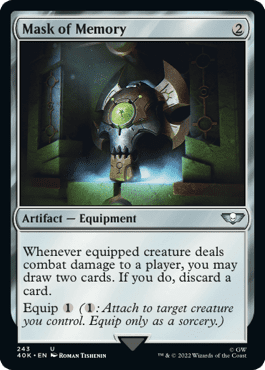 Mask of Memory 2
Artifact — Equipment
Whenever equipped creature deals
combat damage to a player, you may
draw two cards. If you do, discard a
card.
Equip 1 (1: Attach to target creature
you control. Equip only as a sorcery.)
243 U
40K • EN ROMAN TISHENIN
© GW
™ & © 2022 Wizards of the Coast